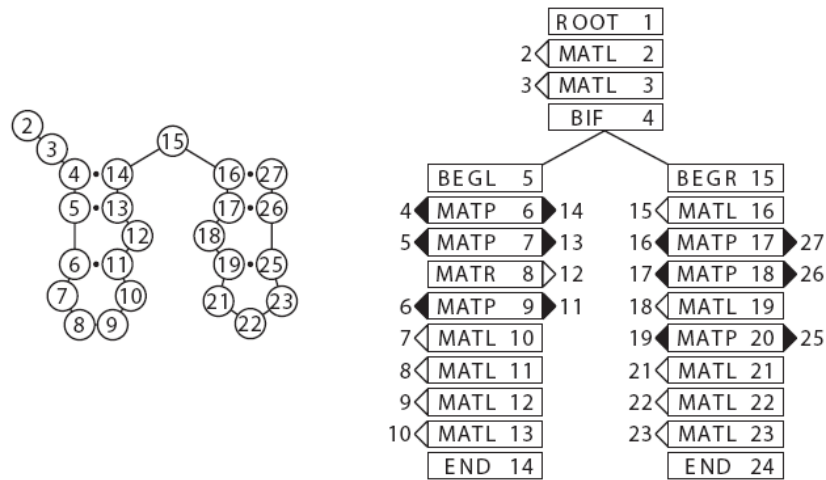 2
3
4
14
15
16
27
5
13
17
26
12
18
6
11
19
25
7
10
21
23
8
9
22
ROOT 1
2 MATL 2
3 MATL 3
BIF 4
BEGL 5
4 MATP 6 14
5 MATP 7 13
MATR 8 12
6 MATP 9 11
7 MATL 10
8 MATL 11
9 MATL 12
10 MATL 13
END 14
BEGR 15
15 MATL 16
16 MATP 17 27
17 MATP 18 26
18 MATL 19
19 MATP 20 25
21 MATL 21
22 MATL 22
23 MATL 23
END 24